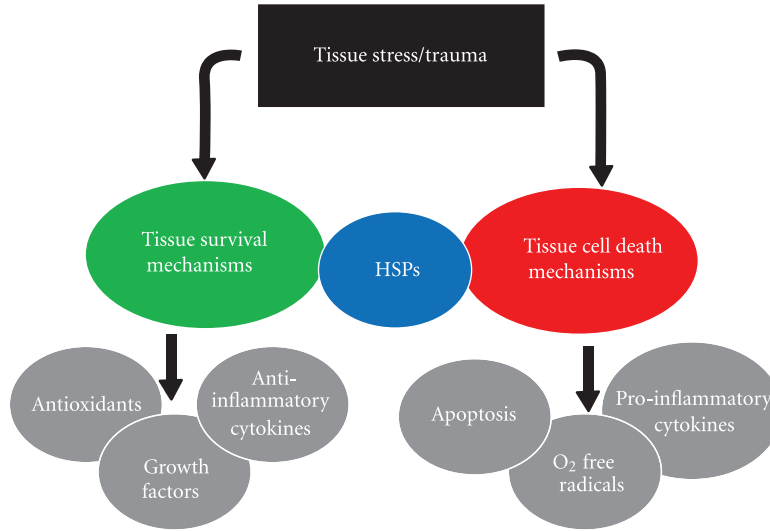 Tissue stress/trauma
Tissue survival
mechanisms
HSPs
Tissue cell death
mechanisms
Antioxidants
Anti-
inflammatory
cytokines
Growth
factors
Apoptosis
O₂ free
radicals
Pro-inflammatory
cytokines